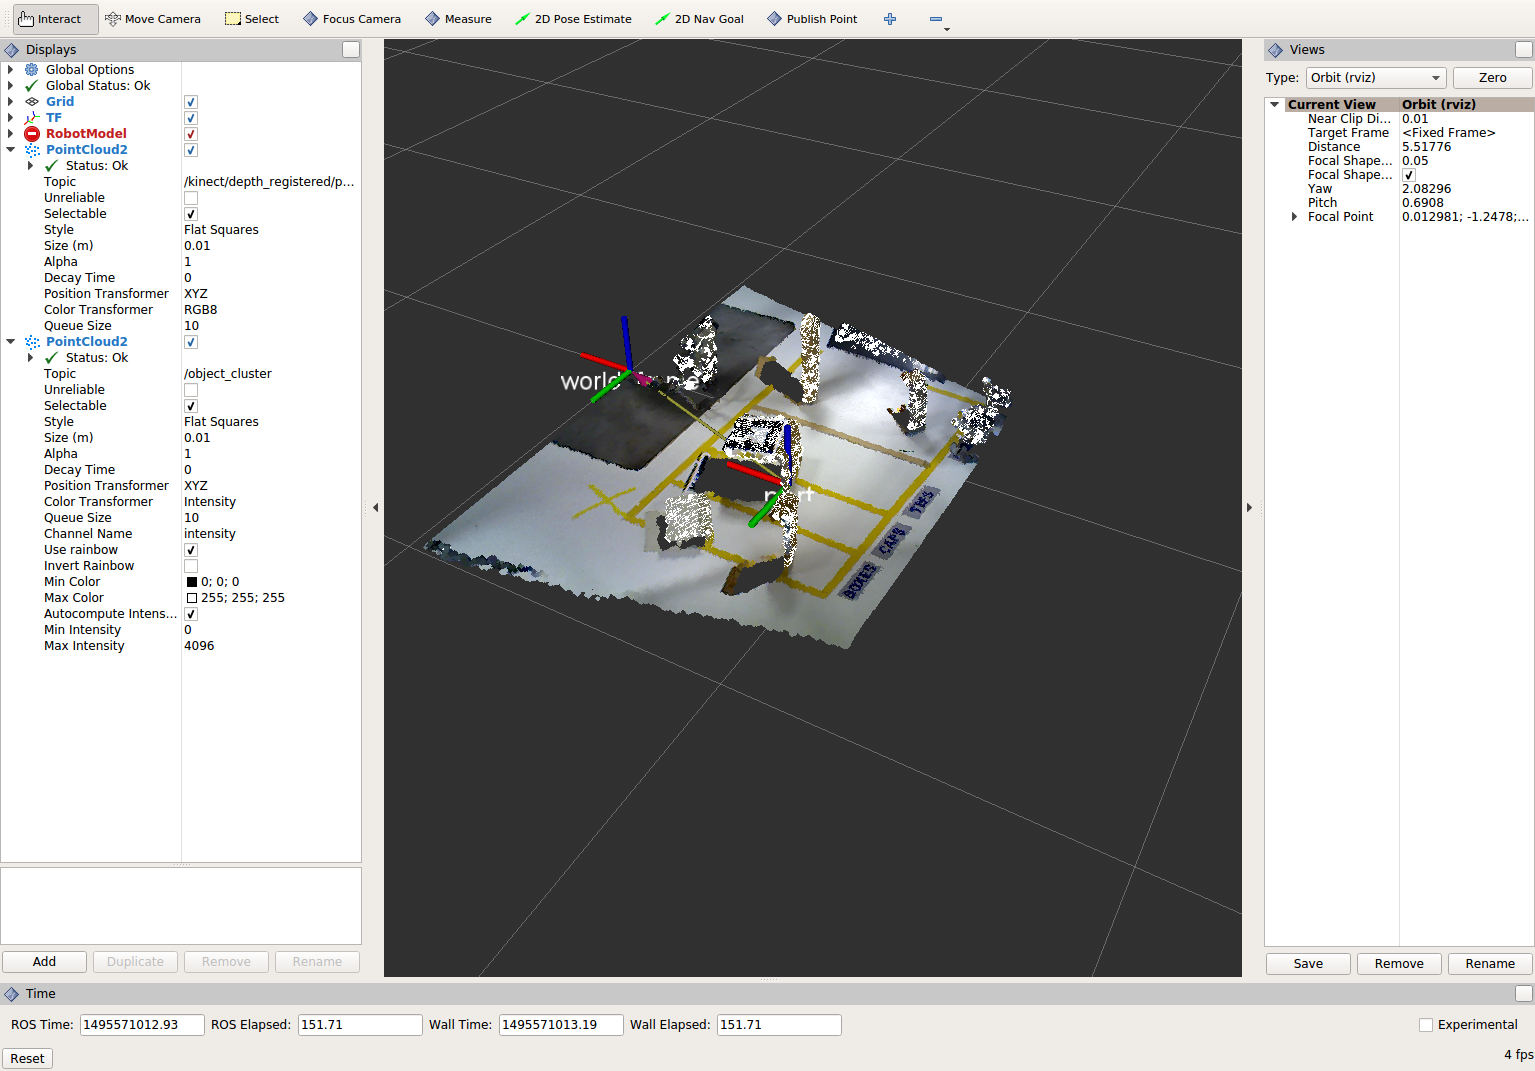 Interact Move Camera Select Focus Camera Measure 2D Pose Estimate 2D Nav Goal Publish Point
Displays
Global Options
Global Status: Ok
Grid
TF
RobotModel
PointCloud2
Status: Ok
Topic /kinect/depth_registered/p...
Unreliable
Selectable
Style Flat Squares
Size (m) 0.01
Alpha 1
Decay Time 0
Position Transformer XYZ
Color Transformer RGB8
Queue Size 10
PointCloud2
Status: Ok
Topic /object_cluster
Unreliable
Selectable
Style Flat Squares
Size (m) 0.01
Alpha 1
Decay Time 0
Position Transformer XYZ
Color Transformer Intensity
Queue Size 10
Channel Name intensity
Use rainbow
Invert Rainbow
Min Color 0; 0; 0
Max Color 255; 255; 255
Autocompute Intens...
Min Intensity 0
Max Intensity 4096
Add Duplicate Remove Rename
BOXES
Views
Type: Orbit (rviz) Zero
Current View Orbit (rviz)
Near Clip Di... 0.01
Target Frame <Fixed Frame>
Distance 5.51776
Focal Shape... 0.05
Focal Shape...
Yaw 2.08296
Pitch 0.6908
Focal Point 0.012981; -1.2478;...
Save Remove Rename
Time
ROS Time: 1495571012.93 ROS Elapsed: 151.71 Wall Time: 1495571013.19 Wall Elapsed: 151.71 Experimental
Reset 4 fps